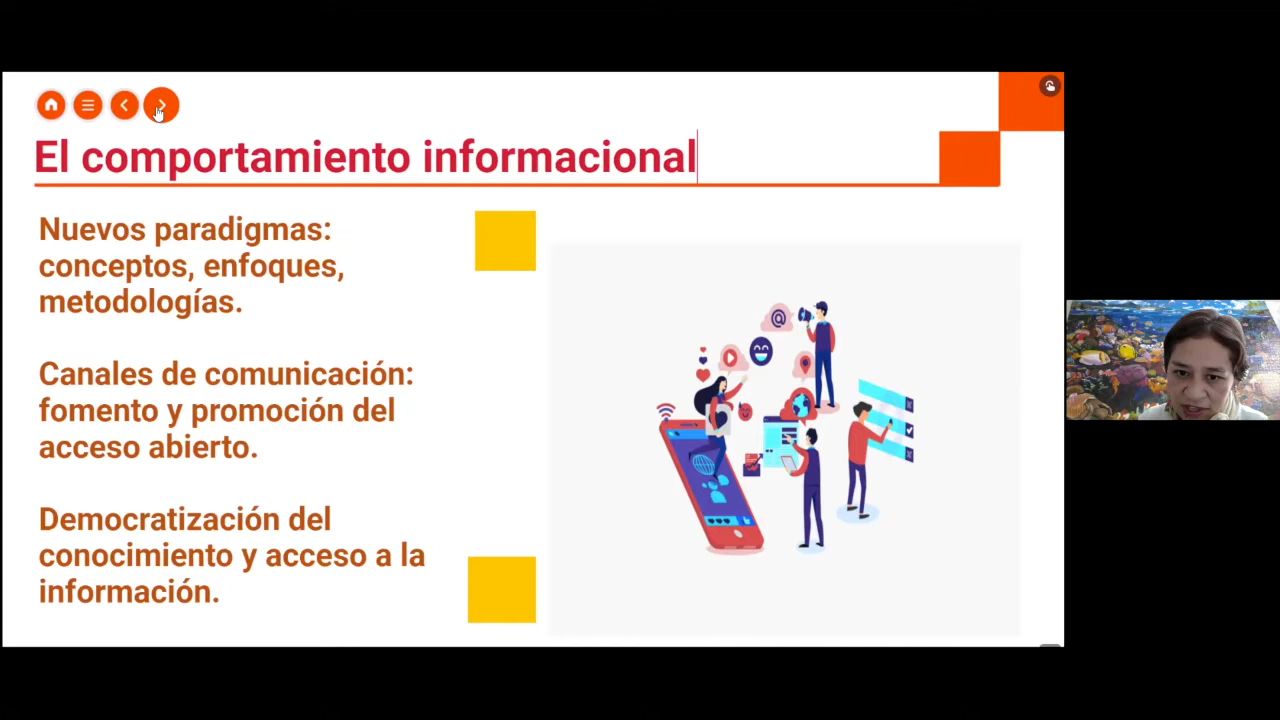 El comportamiento informacional
Nuevos paradigmas:
conceptos, enfoques,
metodologías.
Canales de comunicación:
fomento y promoción del
acceso abierto.
Democratización del
conocimiento y acceso a la
información.
@